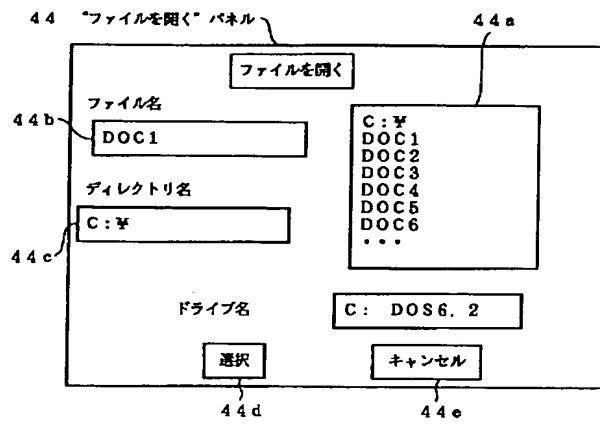 44 “ファイルを開く” パネル
44a
ファイルを開く
ファイル名
44b
DOC1
C:¥
DOC1
DOC2
DOC3
DOC4
DOC5
DOC6
・・・
ディレクトリ名
C:¥
44c
ドライブ名
C: DOS6.2
選択
キャンセル
44d
44e